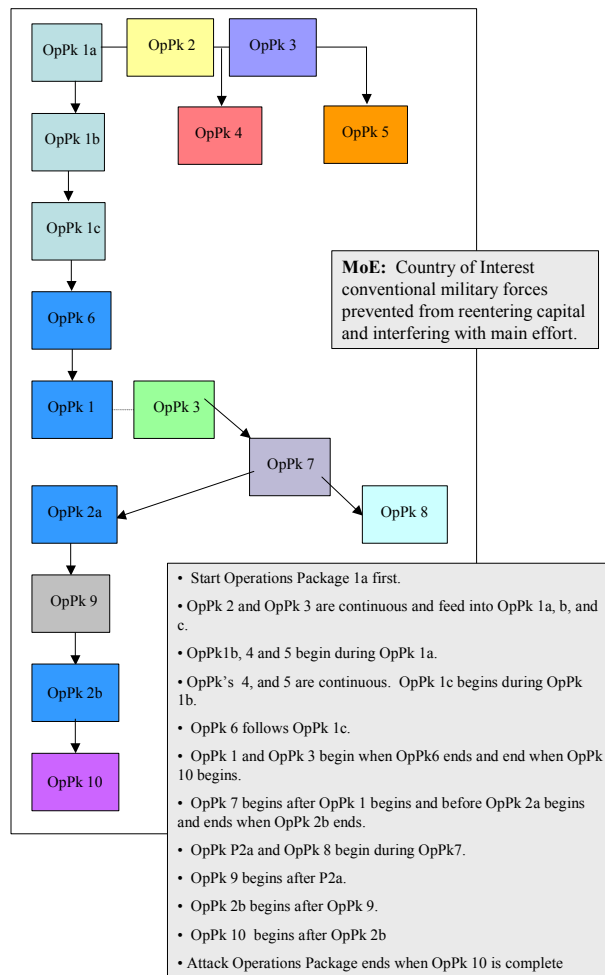 OpPk 1a
OpPk 2
OpPk 3
OpPk 4
OpPk 5
OpPk 1b
OpPk 1c
MoE:  Country of Interest
conventional military forces
prevented from reentering capital
and interfering with main effort.
OpPk 6
OpPk 1
OpPk 3
OpPk 7
OpPk 2a
OpPk 8
OpPk 9
OpPk 2b
OpPk 10
• Start Operations Package 1a first.
• OpPk 2 and OpPk 3 are continuous and feed into OpPk 1a, b, and
c.
• OpPk1b, 4 and 5 begin during OpPk 1a.
• OpPk's  4, and 5 are continuous.  OpPk 1c begins during OpPk
1b.
• OpPk 6 follows OpPk 1c.
• OpPk 1 and OpPk 3 begin when OpPk6 ends and end when OpPk
10 begins.
• OpPk 7 begins after OpPk 1 begins and before OpPk 2a begins
and ends when OpPk 2b ends.
• OpPk P2a and OpPk 8 begin during OpPk7.
• OpPk 9 begins after P2a.
• OpPk 2b begins after OpPk 9.
• OpPk 10  begins after OpPk 2b
• Attack Operations Package ends when OpPk 10 is complete